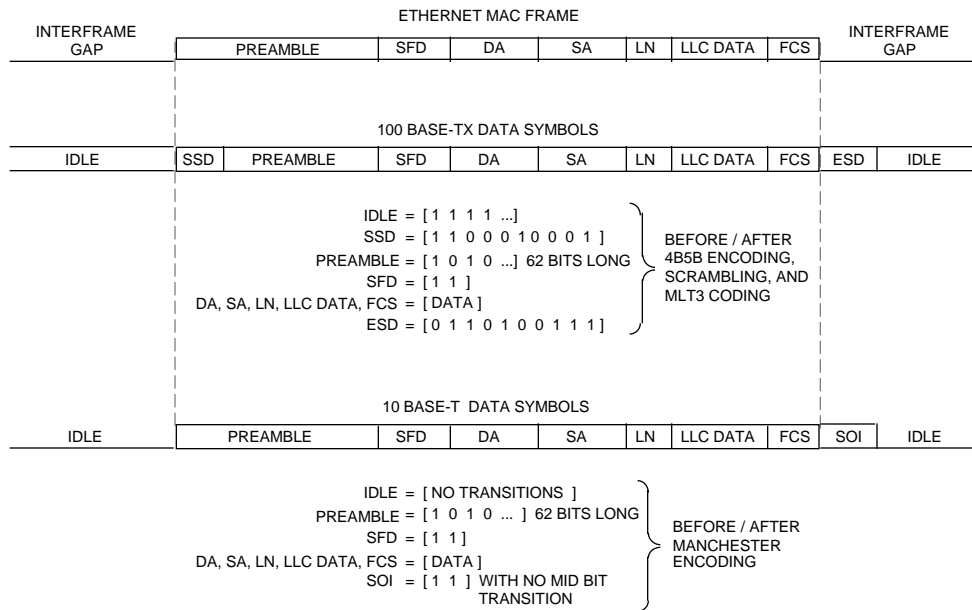 ETHERNET MAC FRAME
INTERFRAME GAP
PREAMBLE SFD DA SA LN LLC DATA FCS
INTERFRAME GAP
100 BASE-TX DATA SYMBOLS
IDLE SSD PREAMBLE SFD DA SA LN LLC DATA FCS ESD IDLE
IDLE = [ 1 1 1 1 ...]
SSD = [ 1 1 0 0 0 1 0 0 0 1 ]
PREAMBLE = [ 1 0 1 0 ...] 62 BITS LONG
SFD = [ 1 1 ]
DA, SA, LN, LLC DATA, FCS = [ DATA ]
ESD = [ 0 1 1 0 1 0 0 1 1 1 ]
BEFORE / AFTER
4B5B ENCODING,
SCRAMBLING, AND
MLT3 CODING
10 BASE-T DATA SYMBOLS
IDLE PREAMBLE SFD DA SA LN LLC DATA FCS SOI IDLE
IDLE = [ NO TRANSITIONS ]
PREAMBLE = [ 1 0 1 0 ... ] 62 BITS LONG
SFD = [ 1 1 ]
DA, SA, LN, LLC DATA, FCS = [ DATA ]
SOI = [ 1 1 ] WITH NO MID BIT
TRANSITION
BEFORE / AFTER
MANCHESTER
ENCODING